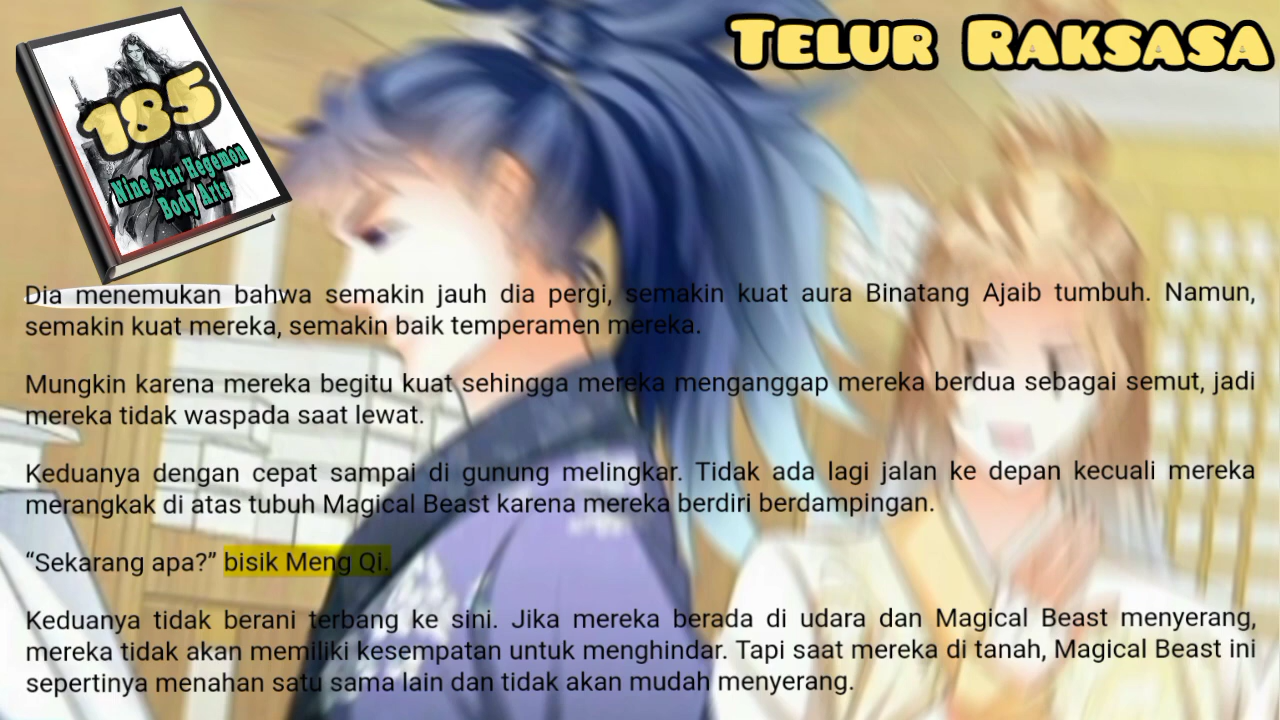 TELUR RAKSASA
185
Nine Star Hegemon
Body Arts
Dia menemukan bahwa semakin jauh dia pergi, semakin kuat aura Binatang Ajaib tumbuh. Namun,
semakin kuat mereka, semakin baik temperamen mereka.
Mungkin karena mereka begitu kuat sehingga mereka menganggap mereka berdua sebagai semut, jadi
mereka tidak waspada saat lewat.
Keduanya dengan cepat sampai di gunung melingkar. Tidak ada lagi jalan ke depan kecuali mereka
merangkak di atas tubuh Magical Beast karena mereka berdiri berdampingan.
“Sekarang apa?” bisik Meng Qi.
Keduanya tidak berani terbang ke sini. Jika mereka berada di udara dan Magical Beast menyerang,
mereka tidak akan memiliki kesempatan untuk menghindar. Tapi saat mereka di tanah, Magical Beast ini
sepertinya menahan satu sama lain dan tidak akan mudah menyerang.